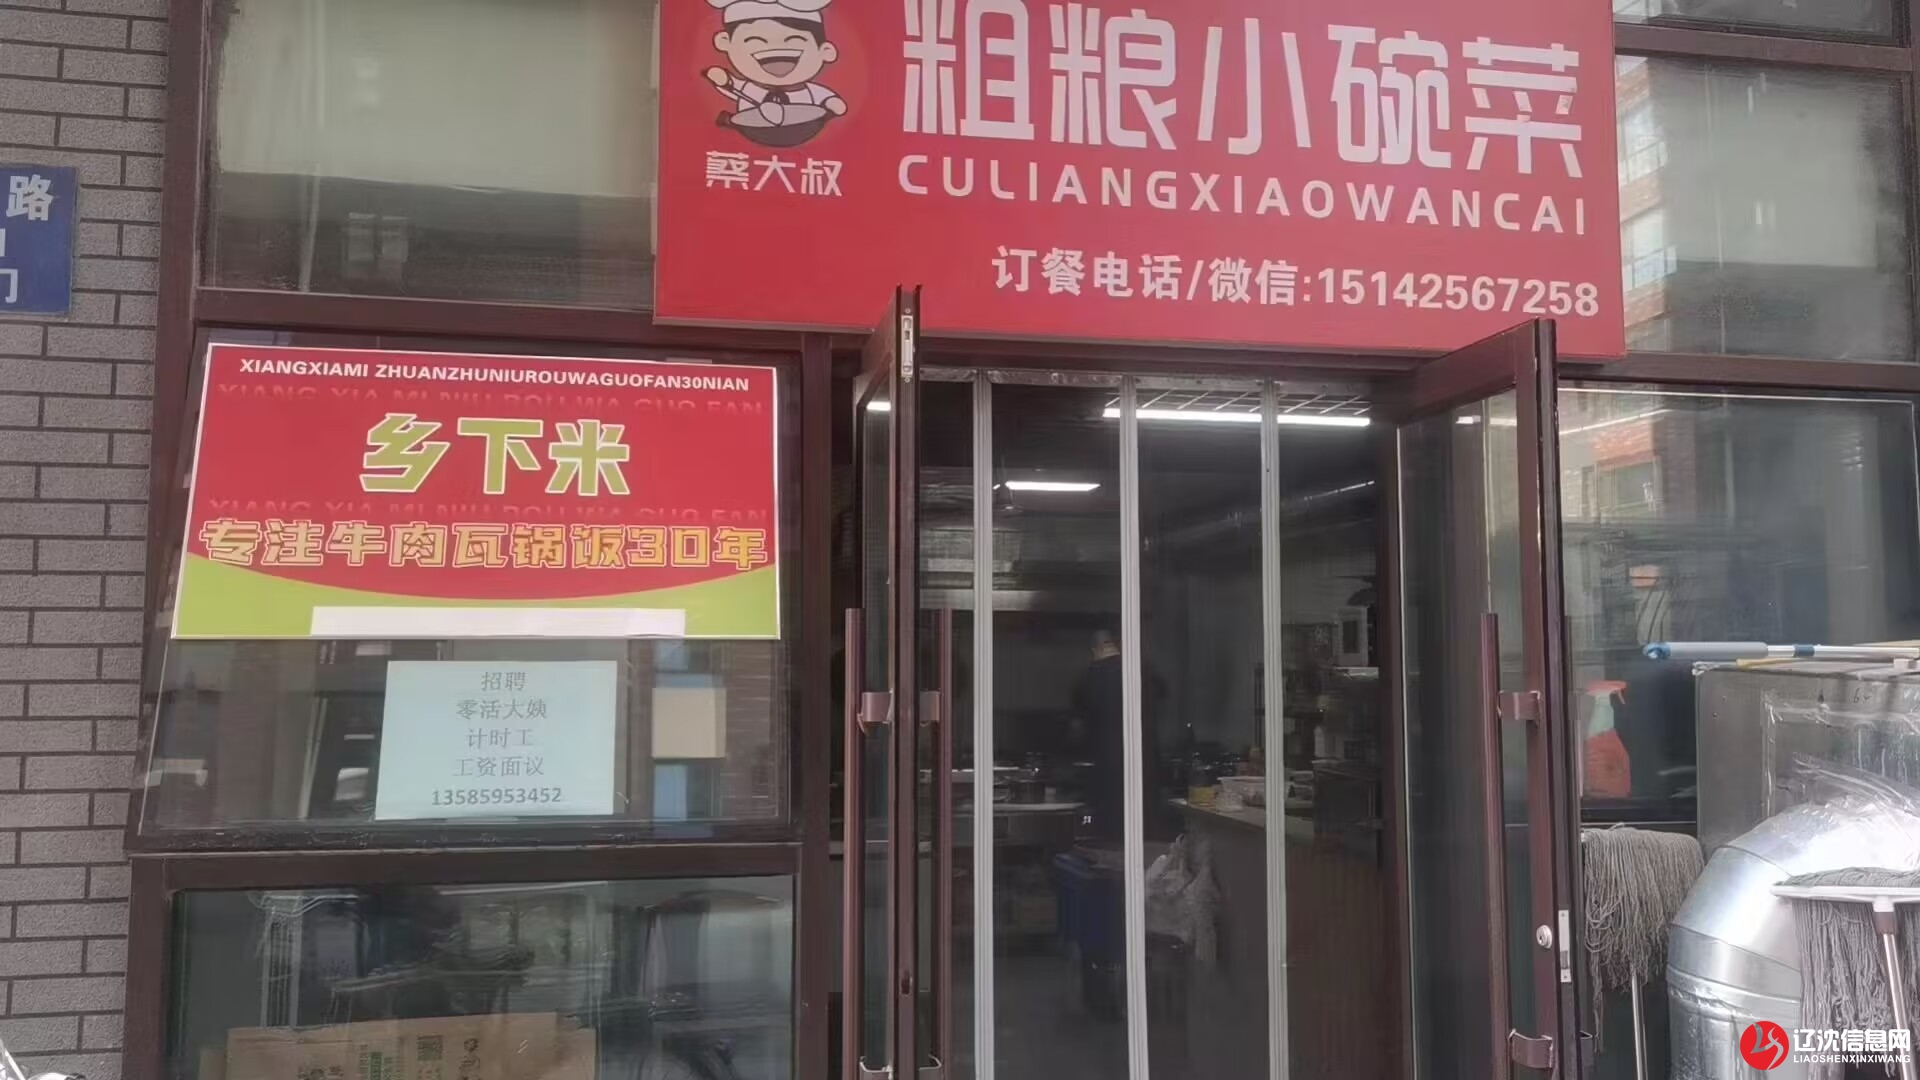 粗粮小碗菜
蔡大叔
CULIANGXIAOWANCAI
订餐电话/微信:15142567258
路
门
XIANGXIAMI ZHUANZHUNIUROUWAGUOFAN30NIAN
乡下米
专注牛肉瓦锅饭30年
招聘
零活大姨
计时工
工资面议
13585953452
辽沈信息网
LIAOSHENXINXIWANG